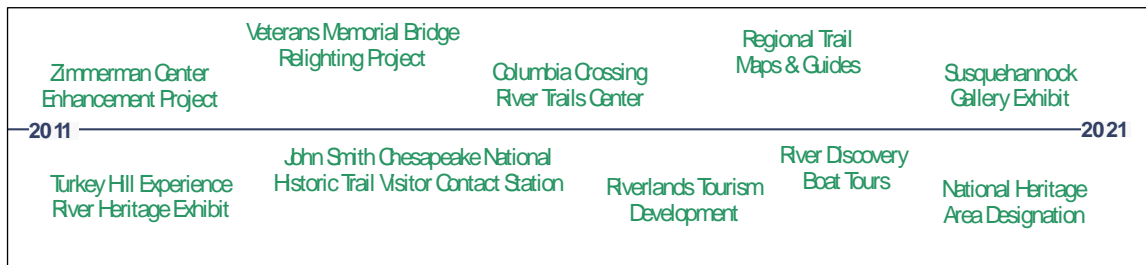 Veterans Memorial Bridge
Relighting Project
Regional Trail
Maps & Guides
Zimmerman Center
Enhancement Project
Columbia Crossing
River Trails Center
Susquehannock
Gallery Exhibit
2011
2021
John Smith Chesapeake National
Historic Trail Visitor Contact Station
River Discovery
Boat Tours
Turkey Hill Experience
River Heritage Exhibit
Riverlands Tourism
Development
National Heritage
Area Designation